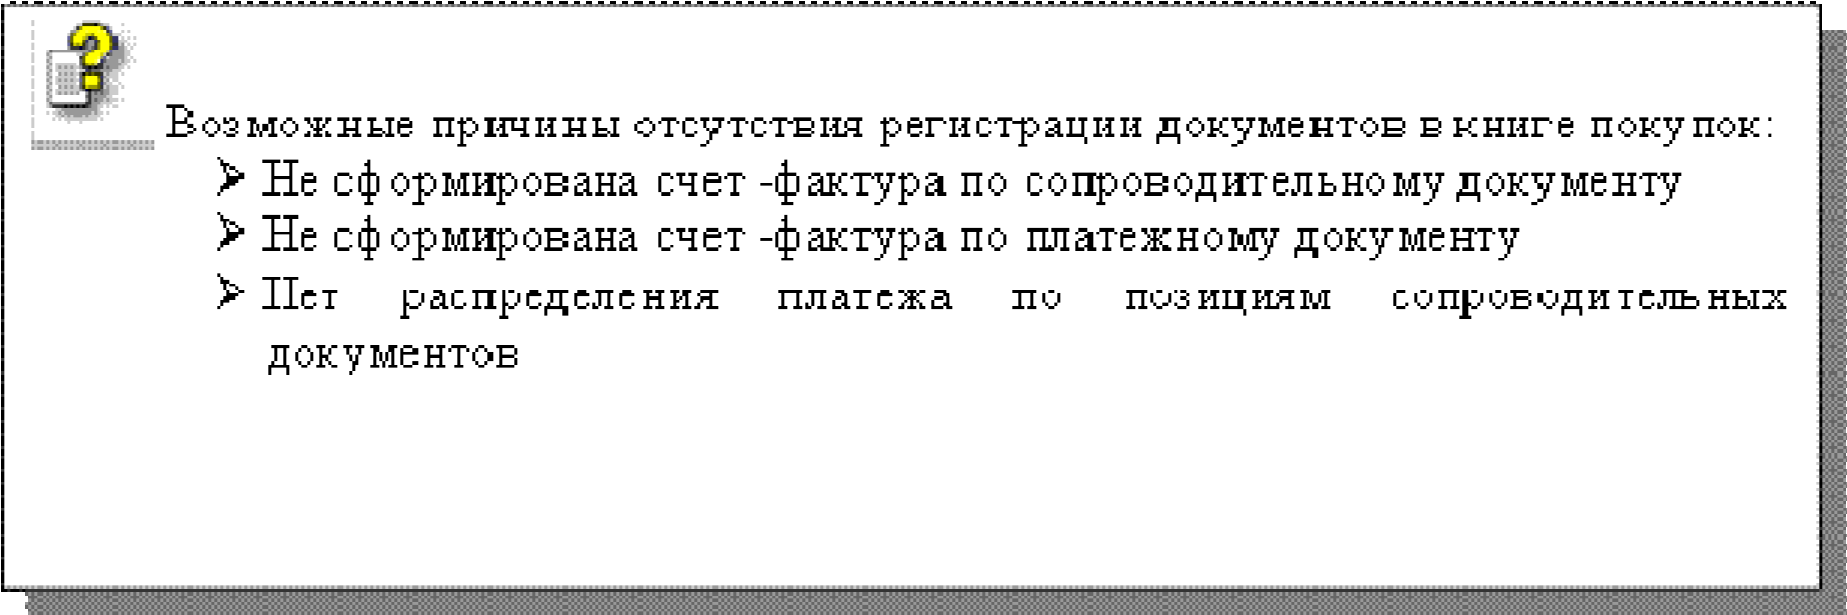 Возможные причины отсутствия регистрации документов в книге покупок:
➢ Не сформирована счет -фактура по сопроводительному документу
➢ Не сформирована счет -фактура по платежному документу
➢ Нет распределения платежа по позициям сопроводительных
документов